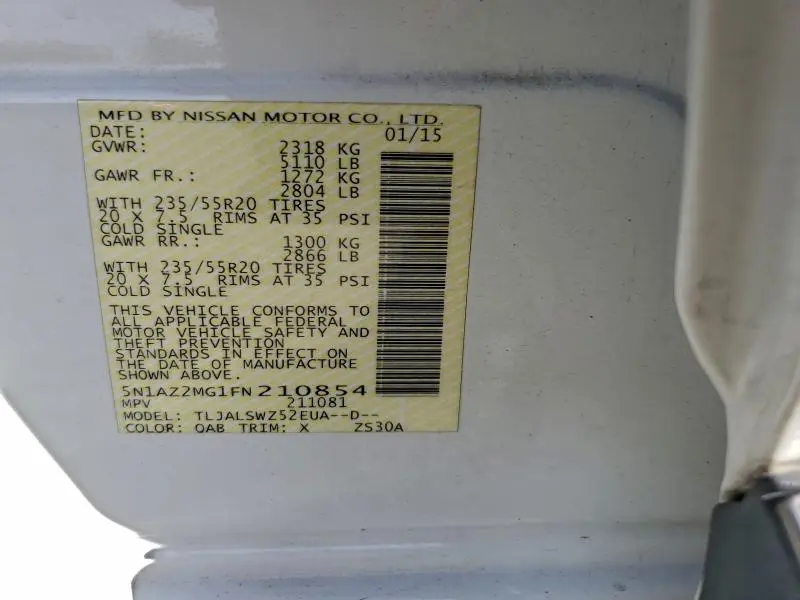 MFD BY NISSAN MOTOR CO., LTD.
DATE: 01/15
GVWR: 2318 KG
5110 LB
GAWR FR.: 1272 KG
2804 LB
WITH 235/55R20 TIRES
20 X 7.5 RIMS AT 35 PSI
COLD SINGLE
GAWR RR.: 1300 KG
2866 LB
WITH 235/55R20 TIRES
20 X 7.5 RIMS AT 35 PSI
COLD SINGLE
THIS VEHICLE CONFORMS TO
ALL APPLICABLE FEDERAL
MOTOR VEHICLE SAFETY AND
THEFT PREVENTION
STANDARDS IN EFFECT ON
THE DATE OF MANUFACTURE
SHOWN ABOVE.
5N1AZ2MG1FN210854
MPV 211081
MODEL: TLJALSWZ52EUA--D--
COLOR: QAB TRIM: X ZS30A